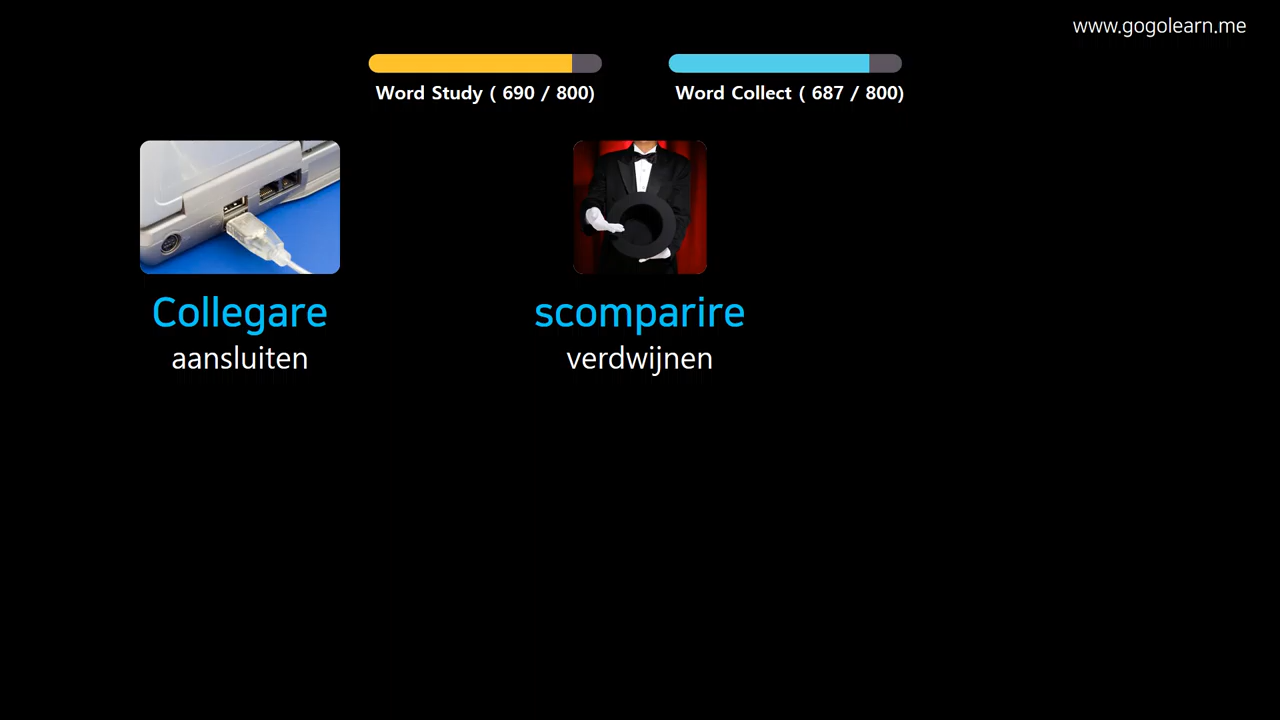 www.gogolearn.me
Word Study ( 690 / 800)
Word Collect ( 687 / 800)
Collegare
aansluiten
scomparire
verdwijnen